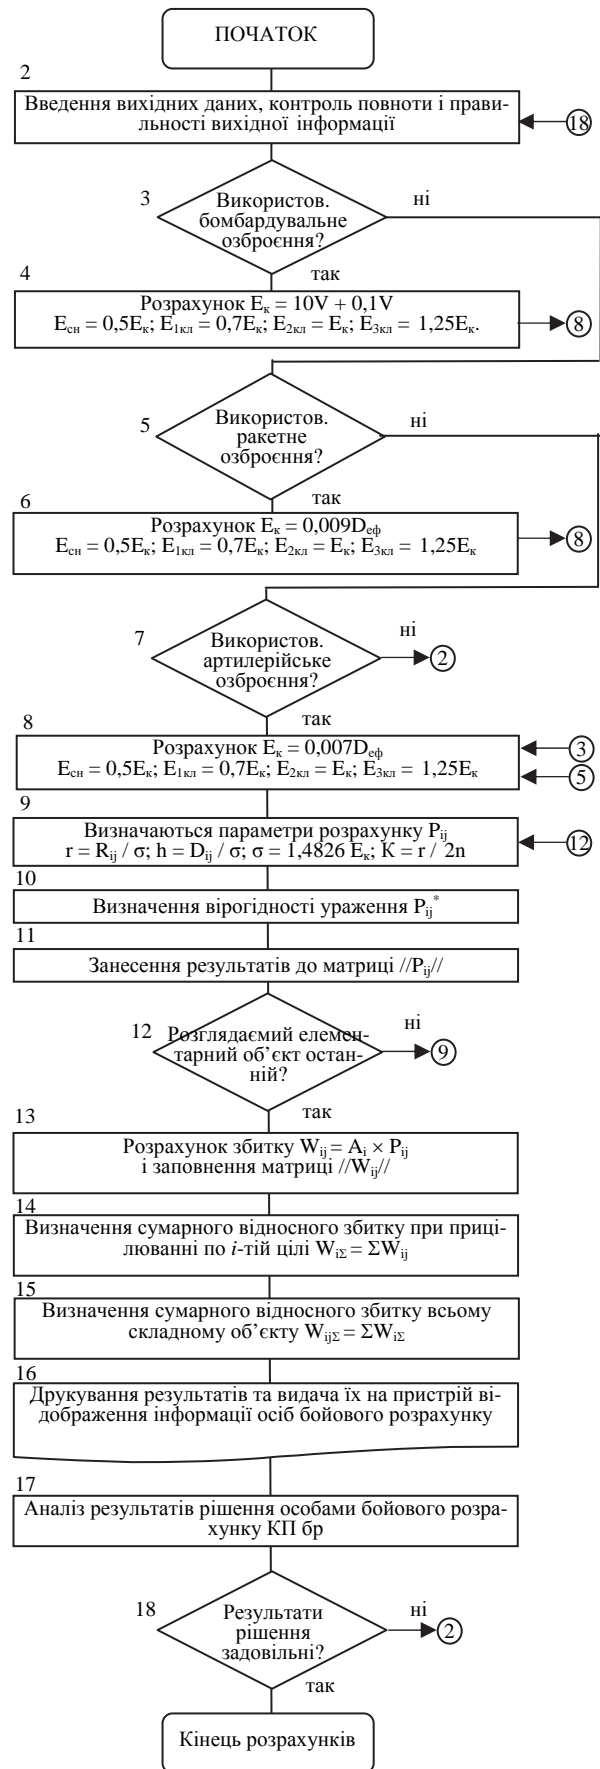 ПОЧАТОК
2
Введення вихідних даних, контроль повноти і прави-
льності вихідної інформації
18
3
Використов.
бомбардувальне
озброєння?
ні
так
4
Розрахунок Eк = 10V + 0,1V
Eсн = 0,5Eк; E1кл = 0,7Eк; E2кл = Eк; E3кл = 1,25Eк.
8
5
Використов.
ракетне
озброєння?
ні
так
6
Розрахунок Eк = 0,009Dеф
Eсн = 0,5Eк; E1кл = 0,7Eк; E2кл = Eк; E3кл = 1,25Eк
8
7
Використов.
артилерійське
озброєння?
ні
2
так
8
Розрахунок Eк = 0,007Dеф
Eсн = 0,5Eк; E1кл = 0,7Eк; E2кл = Eк; E3кл = 1,25Eк
3
5
9
Визначаються параметри розрахунку Pij
r = Rij / σ; h = Dij / σ; σ = 1,4826 Eк; К = r / 2n
12
10
Визначення вірогідності ураження Pij*
11
Занесення результатів до матриці //Pij//
12
Розглядаємий елемен-
тарний об’єкт остан-
ній?
ні
9
так
13
Розрахунок збитку Wij = Ai × Pij
і заповнення матриці //Wij//
14
Визначення сумарного відносного збитку при приці-
люванні по i-тій цілі WiΣ = ΣWij
15
Визначення сумарного відносного збитку всьому
складному об’єкту WijΣ = ΣWiΣ
16
Друкування результатів та видача їх на пристрій ві-
дображення інформації осіб бойового розрахунку
17
Аналіз результатів рішення особами бойового розра-
хунку КП бр
18
Результати
рішення
задовільні?
ні
2
так
Кінець розрахунків